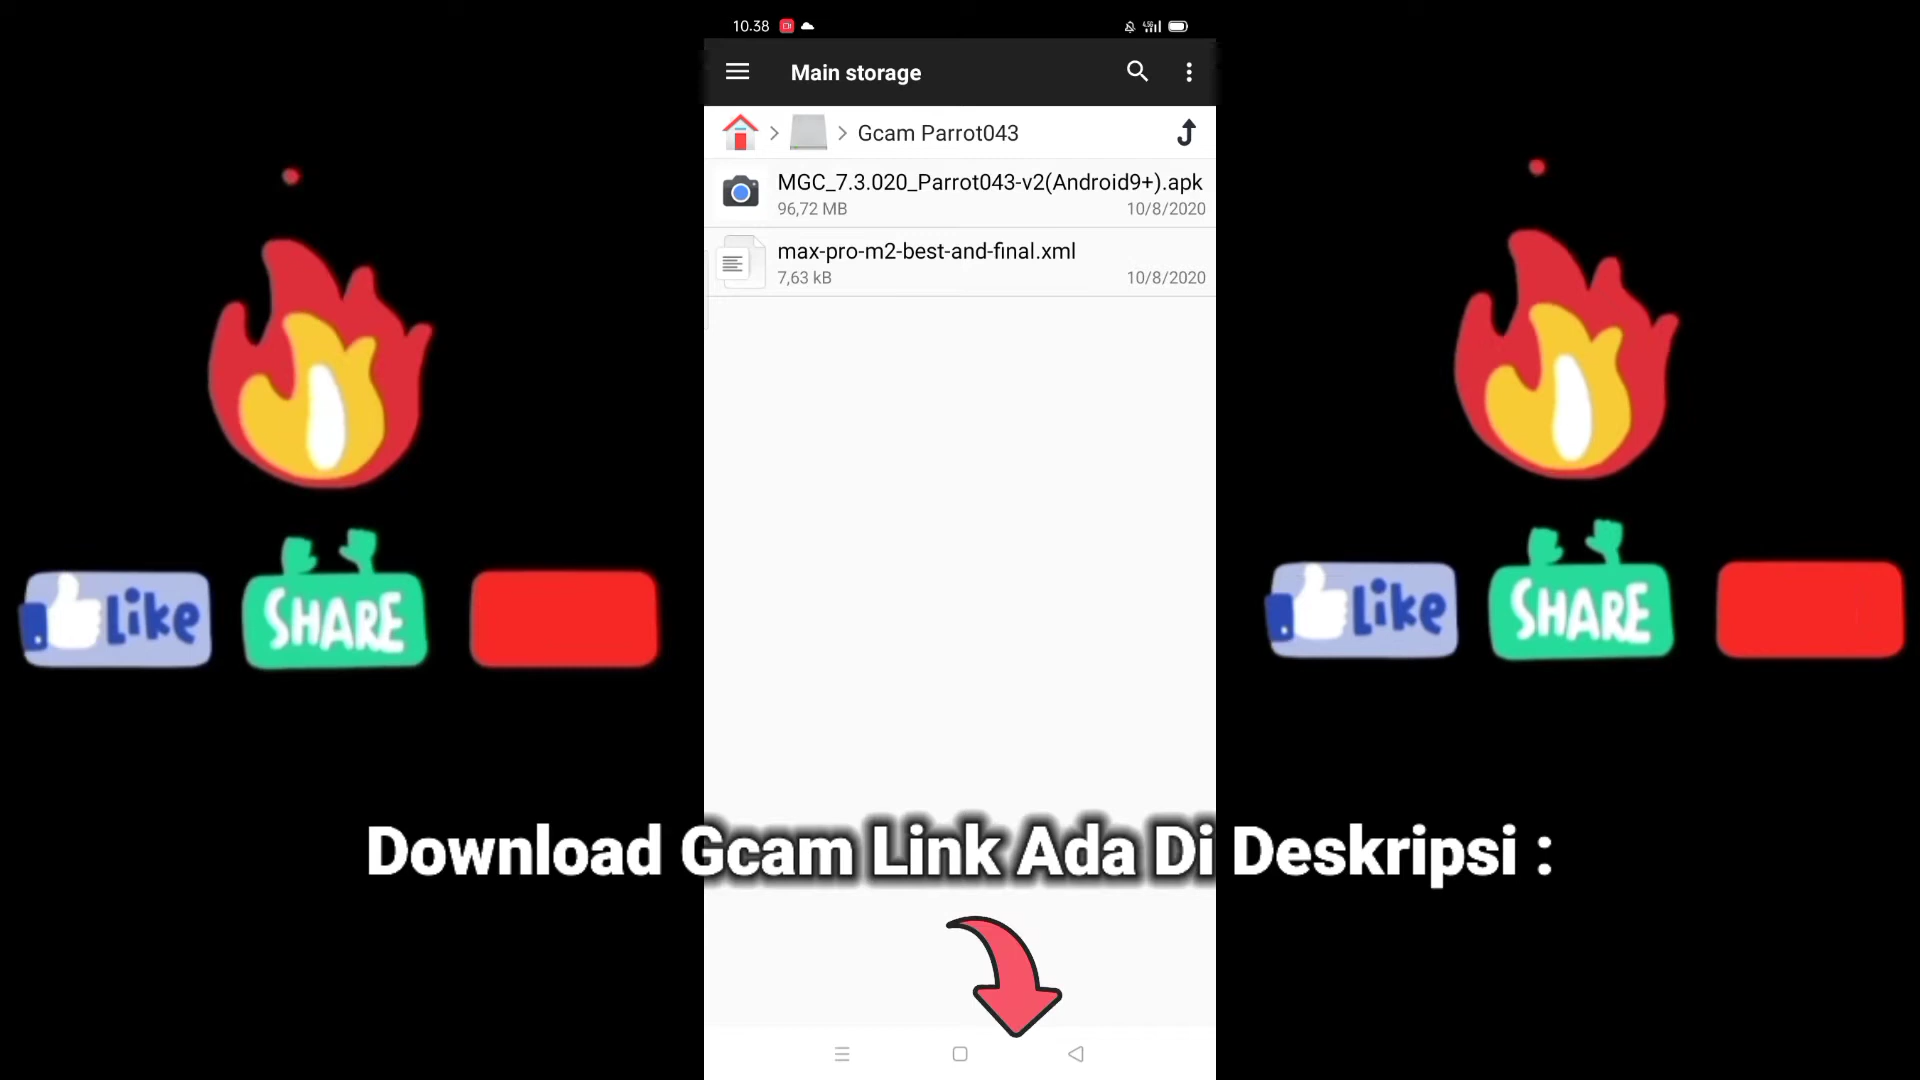 10.38
Main storage
Gcam Parrot043
MGC_7.3.020_Parrot043-v2(Android9+).apk
96,72 MB 10/8/2020
max-pro-m2-best-and-final.xml
7,63 kB 10/8/2020
Like SHARE
Like SHARE
Download Gcam Link Ada Di Deskripsi :